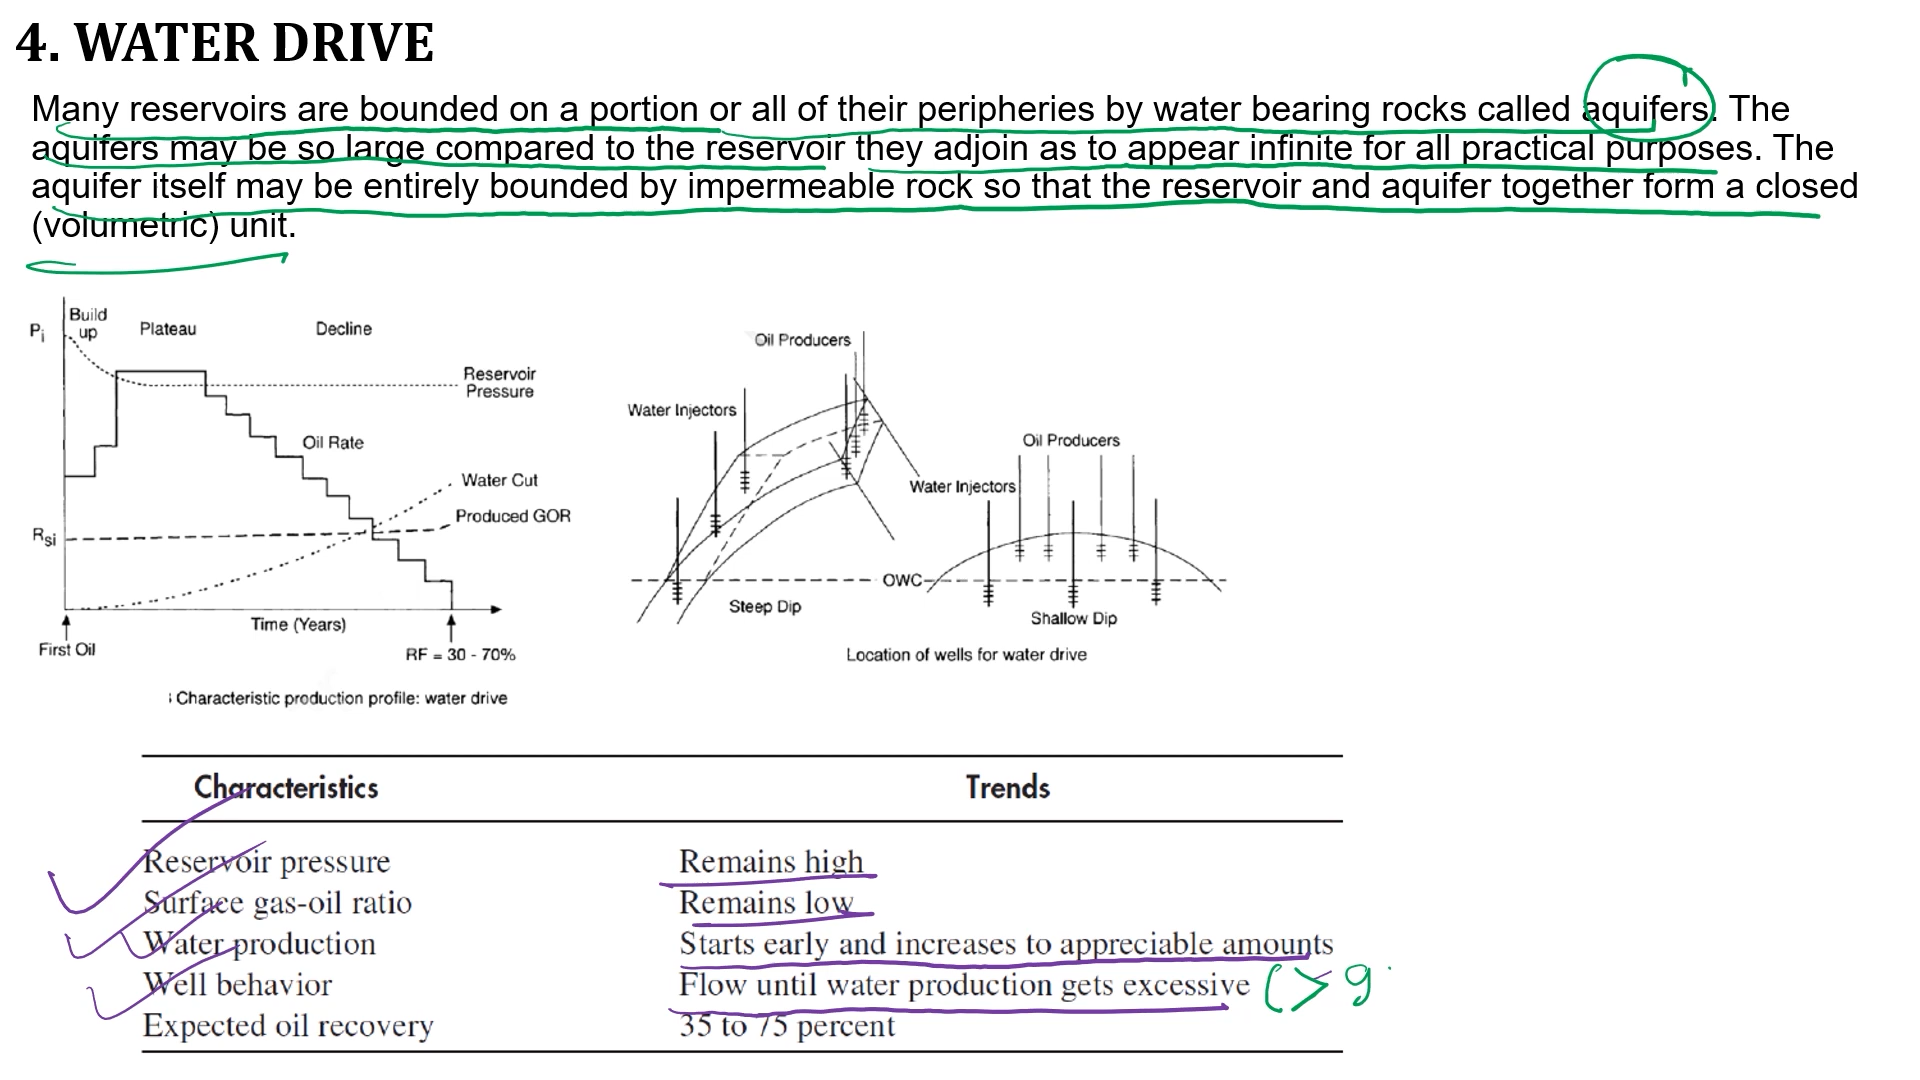 4. WATER DRIVE
Many reservoirs are bounded on a portion or all of their peripheries by water bearing rocks called aquifers. The
aquifers may be so large compared to the reservoir they adjoin as to appear infinite for all practical purposes. The
aquifer itself may be entirely bounded by impermeable rock so that the reservoir and aquifer together form a closed
(volumetric) unit.
Pi
Build
up
Plateau
Decline
Reservoir
Pressure
Oil Rate
Water Cut
Produced GOR
Rsi
Time (Years)
First Oil
RF = 30 - 70%
Characteristic production profile: water drive
Oil Producers
Water Injectors
Oil Producers
Water Injectors
OWC
Steep Dip
Shallow Dip
Location of wells for water drive
Characteristics Trends
Reservoir pressure Remains high
Surface gas-oil ratio Remains low
Water production Starts early and increases to appreciable amounts
Well behavior Flow until water production gets excessive (> 9
Expected oil recovery 35 to 75 percent